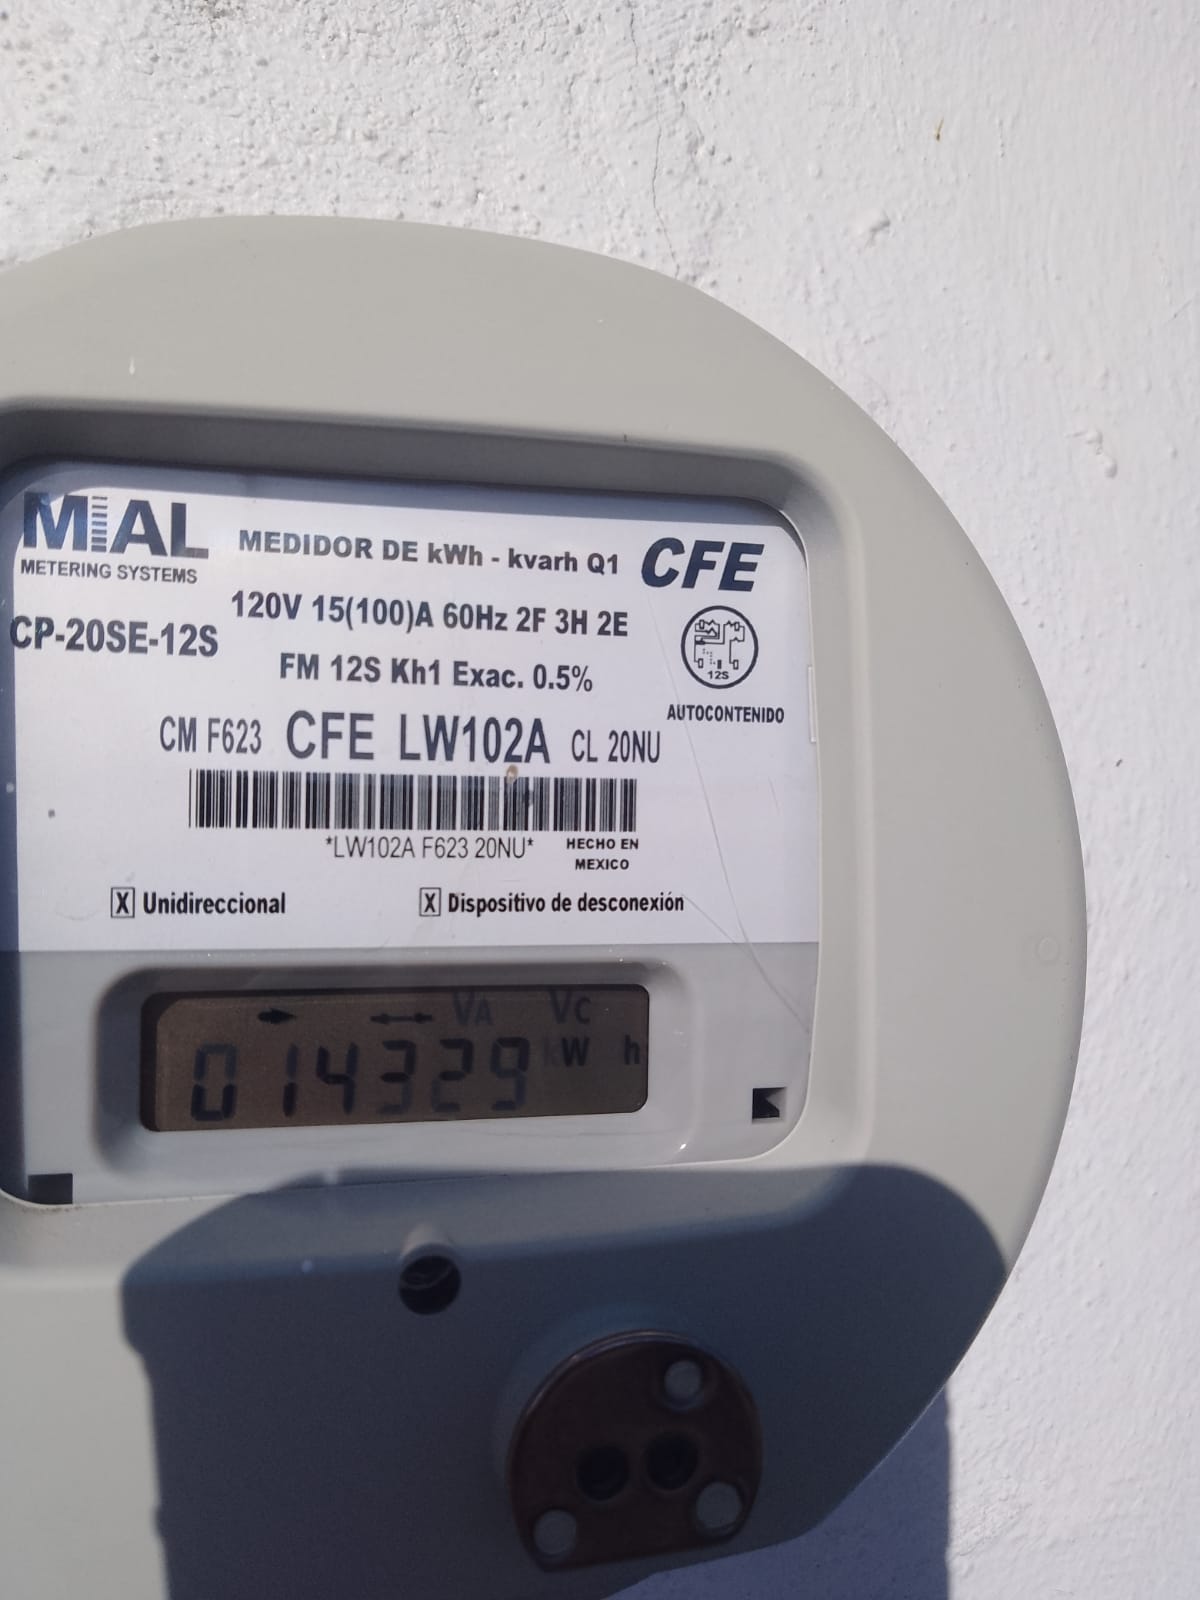 MIAL
METERING SYSTEMS
MEDIDOR DE kWh - kvarh Q1
CFE
CP-20SE-12S
120V 15(100)A 60Hz 2F 3H 2E
FM 12S Kh1 Exac. 0.5%
12S
AUTOCONTENIDO
CM F623 CFE LW102A CL 20NU
*LW102A F623 20NU*
HECHO EN
MEXICO
X Unidireccional
X Dispositivo de desconexión
VA VC
014329 kWh